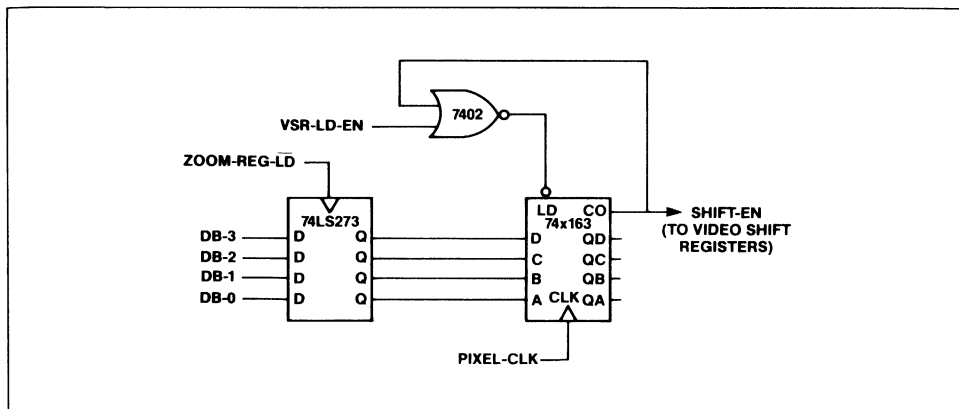 7402
VSR-LD-EN
ZOOM-REG-L̅D̅
74LS273
LD CO
74x163
SHIFT-EN
(TO VIDEO SHIFT
REGISTERS)
DB-3 D Q D QD
DB-2 D Q C QC
DB-1 D Q B QB
DB-0 D Q A CLK QA
PIXEL-CLK